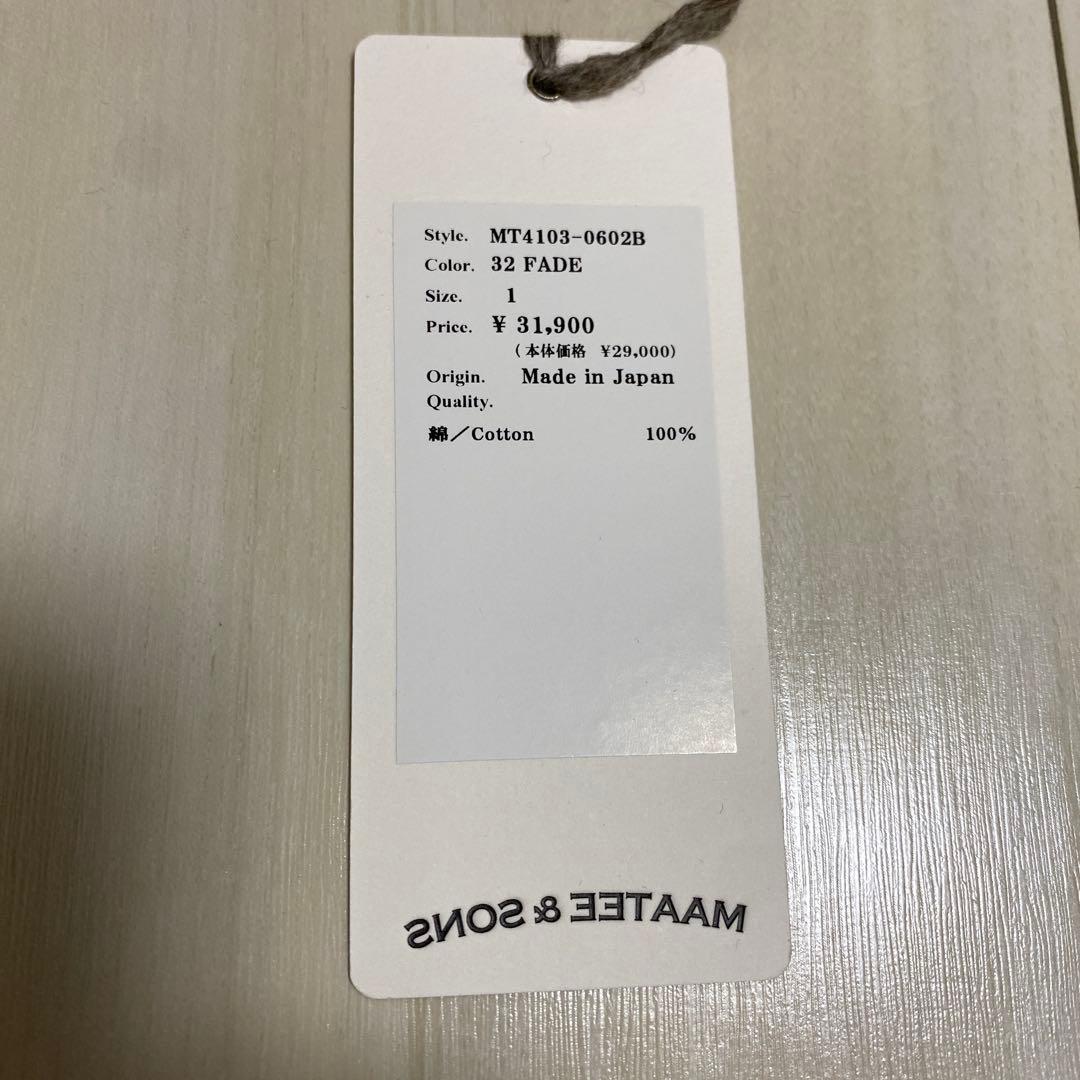 Style. MT4103-0602B
Color. 32 FADE
Size. 1
Price. ¥ 31,900
(本体価格 ¥29,000)
Origin. Made in Japan
Quality.
綿／Cotton 100%
MAATEE & SONS